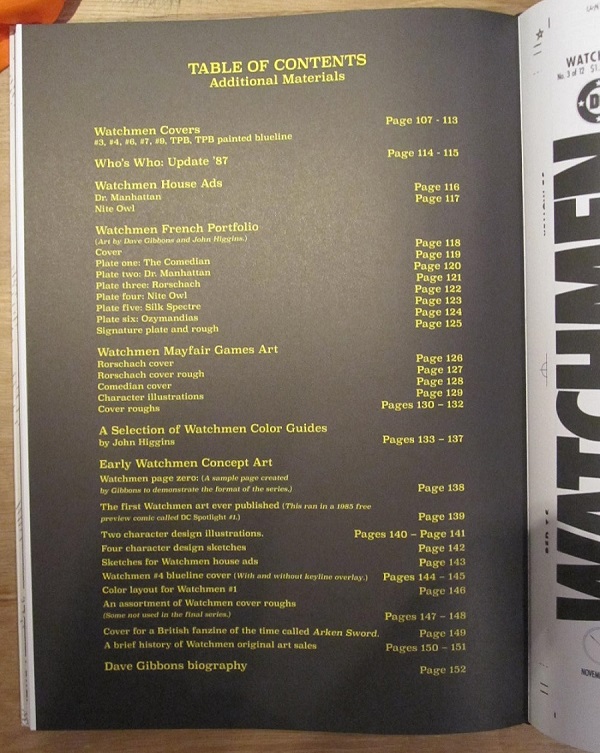 TABLE OF CONTENTS
Additional Materials
Watchmen Covers Page 107 - 113
#3, #4, #6, #7, #9, TPB, TPB painted blueline
Who's Who: Update '87 Page 114 - 115
Watchmen House Ads
Dr. Manhattan Page 116
Nite Owl Page 117
Watchmen French Portfolio
(Art by Dave Gibbons and John Higgins.)
Cover Page 118
Plate one: The Comedian Page 119
Plate two: Dr. Manhattan Page 120
Plate three: Rorschach Page 121
Plate four: Nite Owl Page 122
Plate five: Silk Spectre Page 123
Plate six: Ozymandias Page 124
Signature plate and rough Page 125
Watchmen Mayfair Games Art
Rorschach cover Page 126
Rorschach cover rough Page 127
Comedian cover Page 128
Character illustrations Page 129
Cover roughs Pages 130 – 132
A Selection of Watchmen Color Guides
by John Higgins Pages 133 – 137
Early Watchmen Concept Art
Watchmen page zero: (A sample page created
by Gibbons to demonstrate the format of the series.) Page 138
The first Watchmen art ever published (This ran in a 1985 free
preview comic called DC Spotlight #1.) Page 139
Two character design illustrations. Pages 140 – Page 141
Four character design sketches Page 142
Sketches for Watchmen house ads Page 143
Watchmen #4 blueline cover (With and without keyline overlay.) Pages 144 – 145
Color layout for Watchmen #1 Page 146
An assortment of Watchmen cover roughs
(Some not used in the final series.) Pages 147 – 148
Cover for a British fanzine of the time called Arken Sword. Page 149
A brief history of Watchmen original art sales Pages 150 – 151
Dave Gibbons biography Page 152
WATCH
No. 3 of 12 $1.
D
WATCHMEN
NOVEM